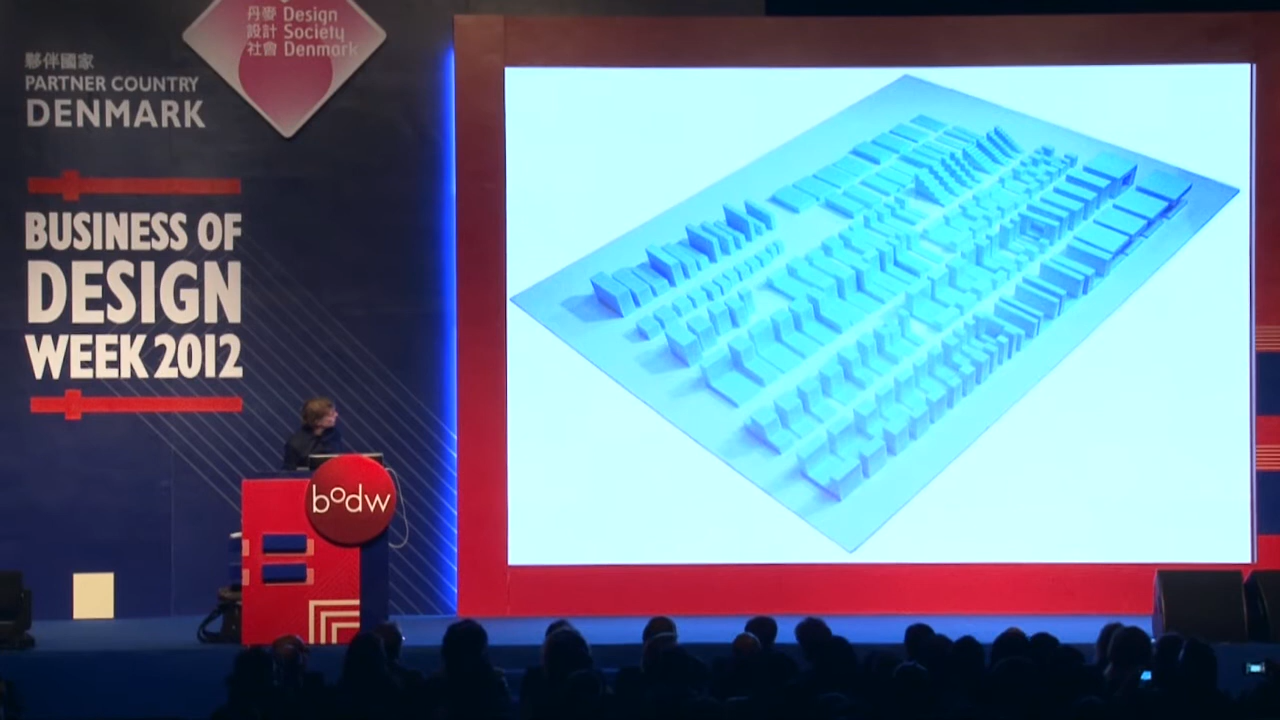 丹麥 Design
設計 Society
社會 Denmark
夥伴國家
PARTNER COUNTRY
DENMARK
BUSINESS OF
DESIGN
WEEK 2012
bodw